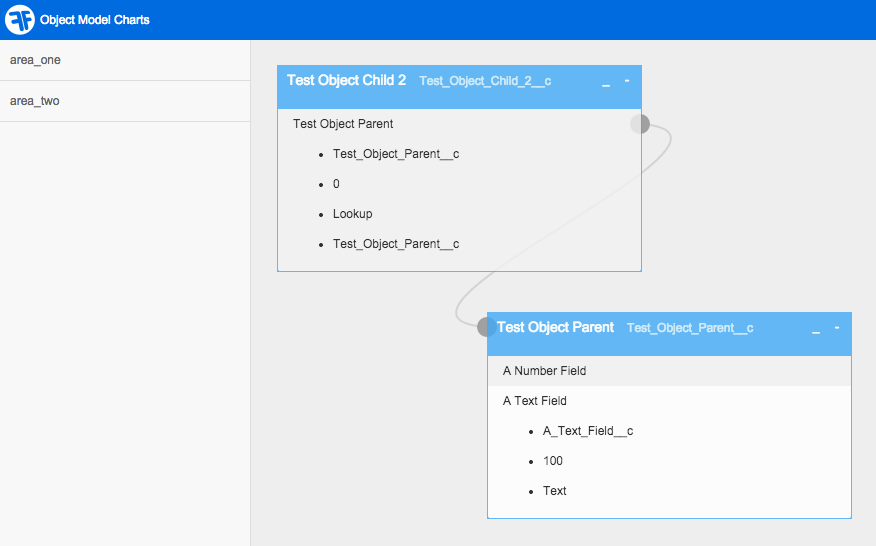 FF Object Model Charts
area_one
area_two
Test Object Child 2 Test_Object_Child_2__c _ -
Test Object Parent
• Test_Object_Parent__c
• 0
• Lookup
• Test_Object_Parent__c
Test Object Parent Test_Object_Parent__c _ -
A Number Field
A Text Field
• A_Text_Field__c
• 100
• Text